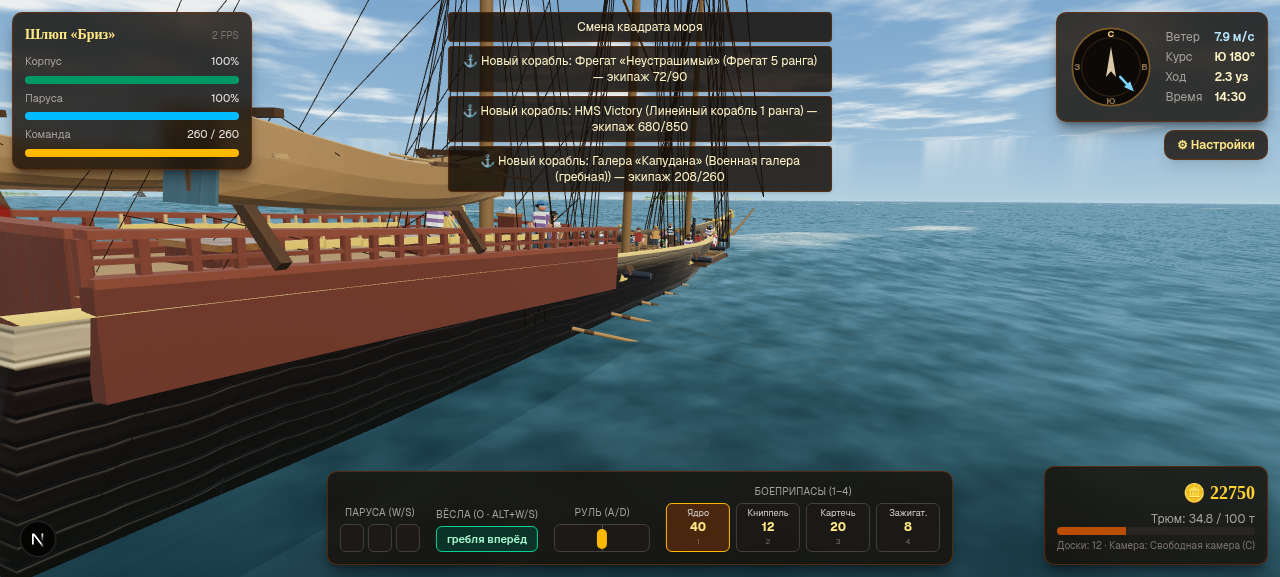 Шлюп «Бриз»
2 FPS
Корпус 100%
Паруса 100%
Команда 260 / 260
Смена квадрата моря
⚓ Новый корабль: Фрегат «Неустрашимый» (Фрегат 5 ранга)
— экипаж 72/90
⚓ Новый корабль: HMS Victory (Линейный корабль 1 ранга) —
экипаж 680/850
⚓ Новый корабль: Галера «Капудана» (Военная галера
(гребная)) — экипаж 208/260
С
З
В
Ю
Ветер 7.9 м/с
Курс Ю 180°
Ход 2.3 уз
Время 14:30
⚙ Настройки
ПАРУСА (W/S)
ВЁСЛА (O · ALT+W/S)
гребля вперёд
РУЛЬ (A/D)
БОЕПРИПАСЫ (1–4)
Ядро
40
1
Книппель
12
2
Картечь
20
3
Зажигат.
8
4
🪙 22750
Трюм: 34.8 / 100 т
Доски: 12 · Камера: Свободная камера (C)
N